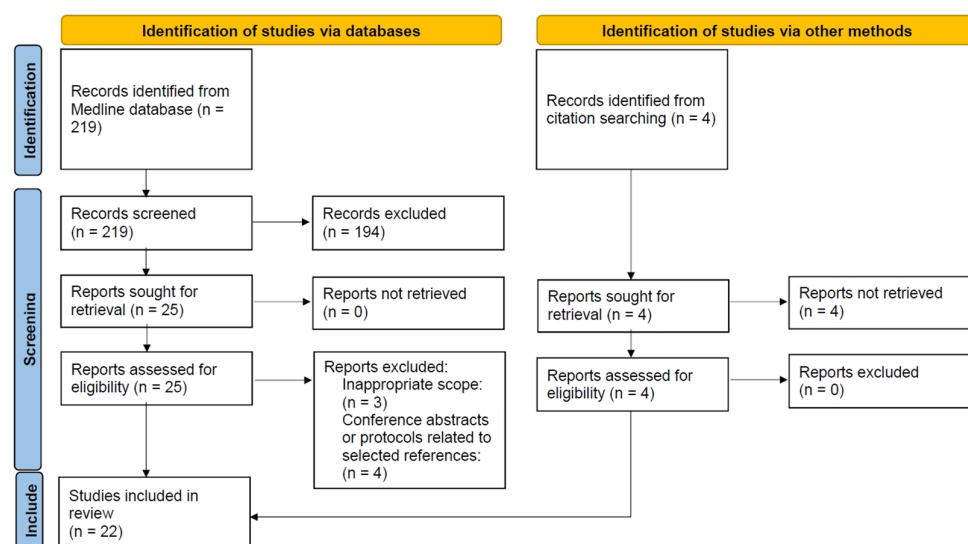 Identification of studies via databases
Identification of studies via other methods
Identification
Records identified from
Medline database (n =
219)
Records identified from
citation searching (n = 4)
Screening
Records screened
(n = 219)
Records excluded
(n = 194)
Reports sought for
retrieval (n = 25)
Reports not retrieved
(n = 0)
Reports sought for
retrieval (n = 4)
Reports not retrieved
(n = 4)
Reports assessed for
eligibility (n = 25)
Reports excluded:
Inappropriate scope:
(n = 3)
Conference abstracts
or protocols related to
selected references:
(n = 4)
Reports assessed for
eligibility (n = 4)
Reports excluded
(n = 0)
Include
Studies included in
review
(n = 22)